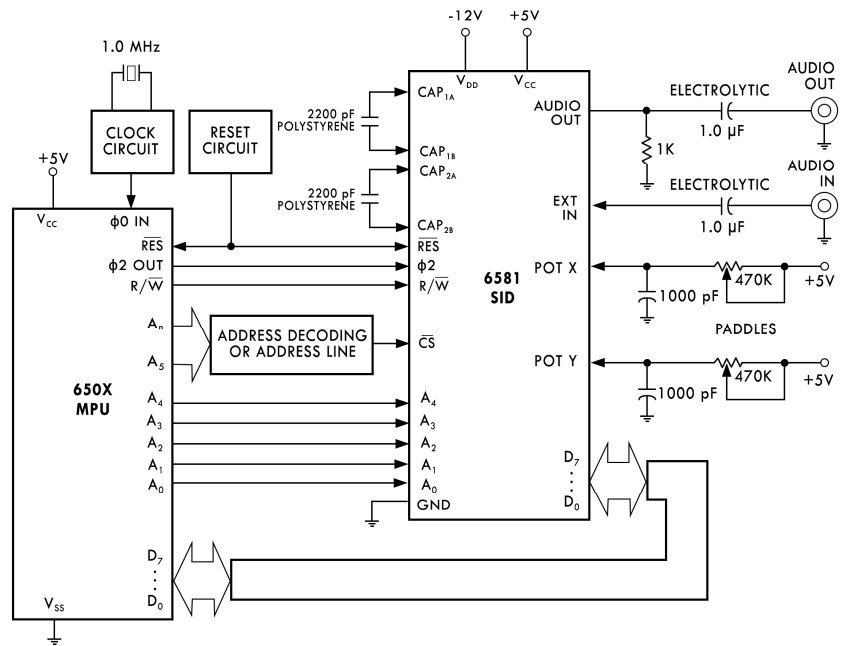 -12V
+5V
1.0 MHz
CLOCK
CIRCUIT
RESET
CIRCUIT
+5V
V_CC
ϕ0 IN
RES
ϕ2 OUT
R/W
Aₙ
A₅
650X
MPU
A₄
A₃
A₂
A₁
A₀
D₇
D₀
V_SS
2200 pF
POLYSTYRENE
2200 pF
POLYSTYRENE
ADDRESS DECODING
OR ADDRESS LINE
V_DD
V_CC
CAP₁A
CAP₁B
CAP₂A
CAP₂B
RES
ϕ2
R/W
CS
A₄
A₃
A₂
A₁
A₀
GND
6581
SID
AUDIO
OUT
EXT
IN
POT X
POT Y
D₇
D₀
ELECTROLYTIC
1.0 µF
1K
AUDIO
OUT
AUDIO
IN
ELECTROLYTIC
1.0 µF
470K
+5V
1000 pF
PADDLES
470K
+5V
1000 pF